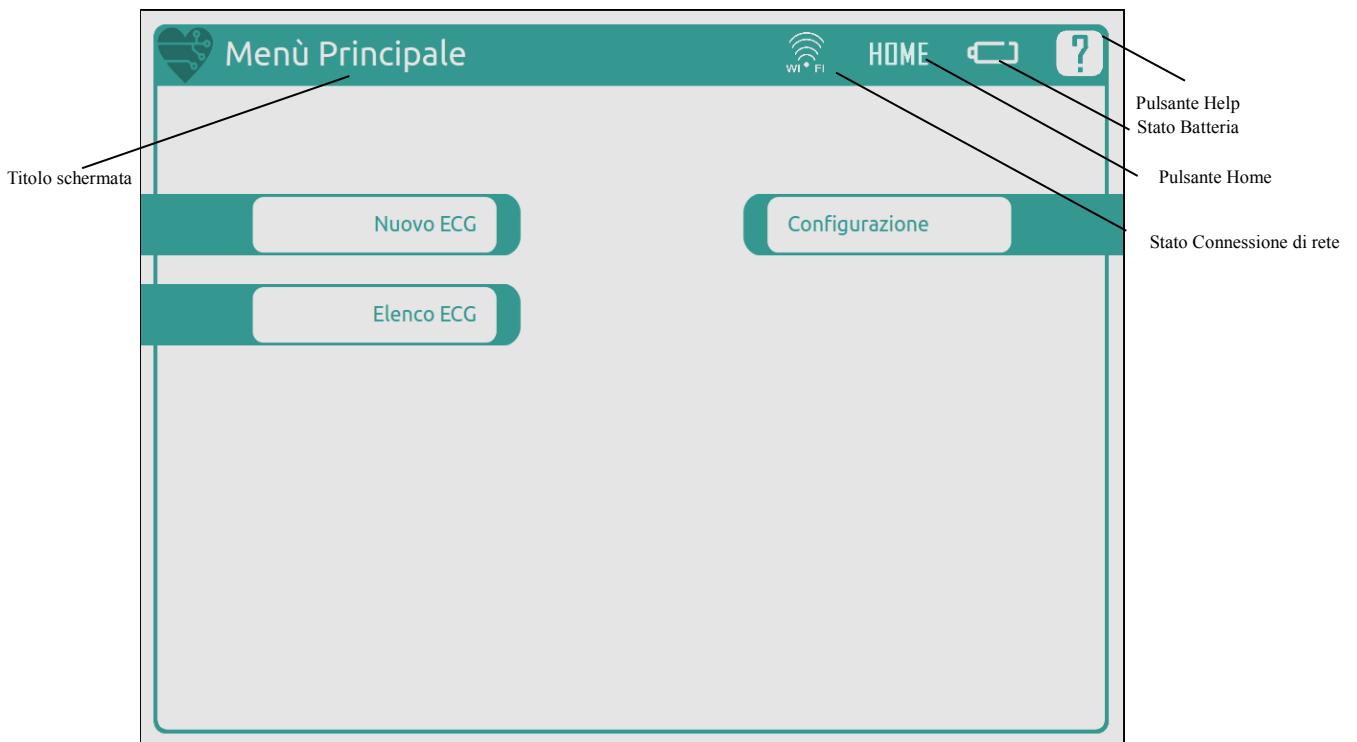 Menù Principale
WI FI
HOME
?
Pulsante Help
Stato Batteria
Titolo schermata
Pulsante Home
Nuovo ECG
Configurazione
Stato Connessione di rete
Elenco ECG